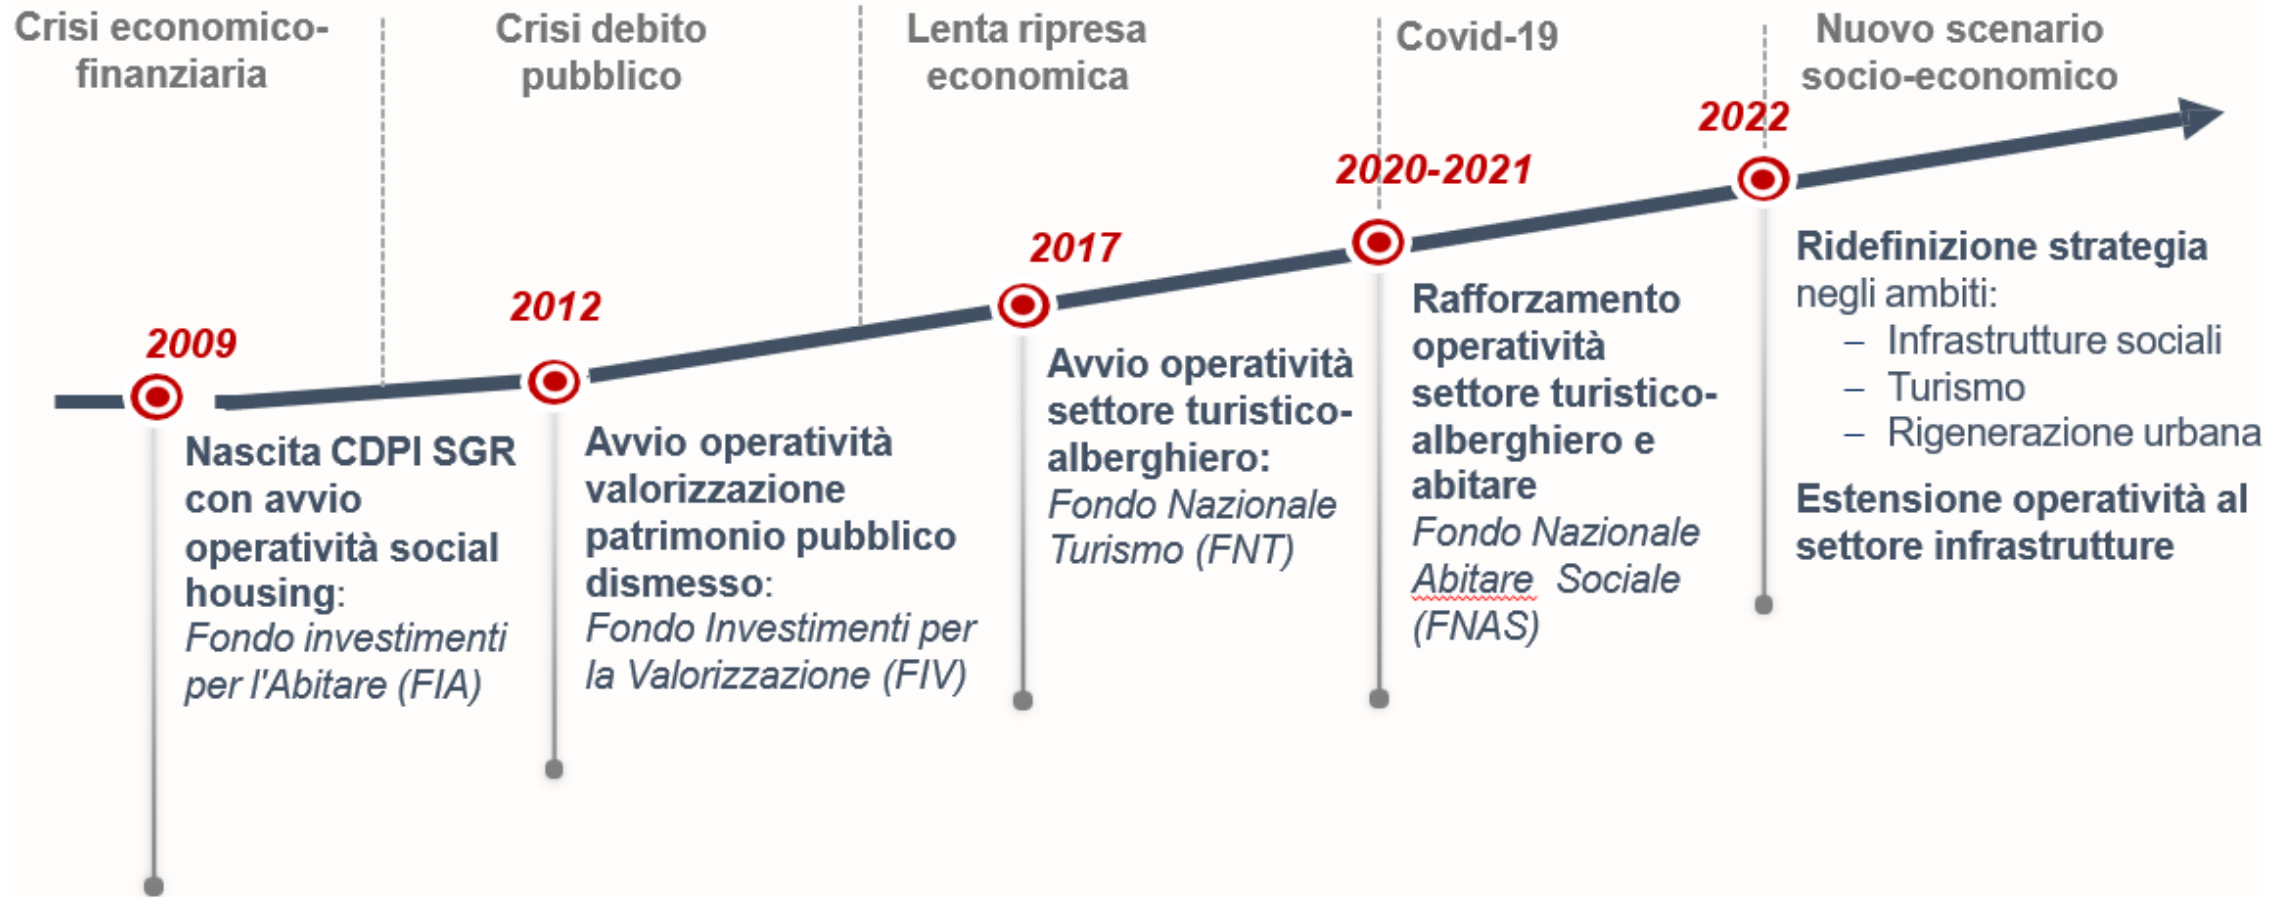 Crisi economico-
finanziaria
Crisi debito
pubblico
Lenta ripresa
economica
Covid-19
Nuovo scenario
socio-economico
2009
Nascita CDPI SGR
con avvio
operatività social
housing:
Fondo investimenti
per l'Abitare (FIA)
2012
Avvio operatività
valorizzazione
patrimonio pubblico
dismesso:
Fondo Investimenti per
la Valorizzazione (FIV)
2017
Avvio operatività
settore turistico-
alberghiero:
Fondo Nazionale
Turismo (FNT)
2020-2021
Rafforzamento
operatività
settore turistico-
alberghiero e
abitare
Fondo Nazionale
Abitare Sociale
(FNAS)
2022
Ridefinizione strategia
negli ambiti:
– Infrastrutture sociali
– Turismo
– Rigenerazione urbana
Estensione operatività al
settore infrastrutture